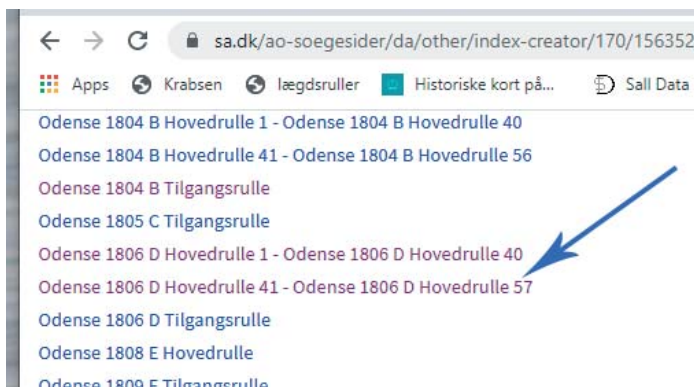 sa.dk/ao-soegesider/da/other/index-creator/170/156352
Apps Krabsen lægdsruller Historiske kort på... Sall Data
Odense 1804 B Hovedrulle 1 - Odense 1804 B Hovedrulle 40
Odense 1804 B Hovedrulle 41 - Odense 1804 B Hovedrulle 56
Odense 1804 B Tilgangsrulle
Odense 1805 C Tilgangsrulle
Odense 1806 D Hovedrulle 1 - Odense 1806 D Hovedrulle 40
Odense 1806 D Hovedrulle 41 - Odense 1806 D Hovedrulle 57
Odense 1806 D Tilgangsrulle
Odense 1808 E Hovedrulle
Odense 1809 F Tilgangsrulle